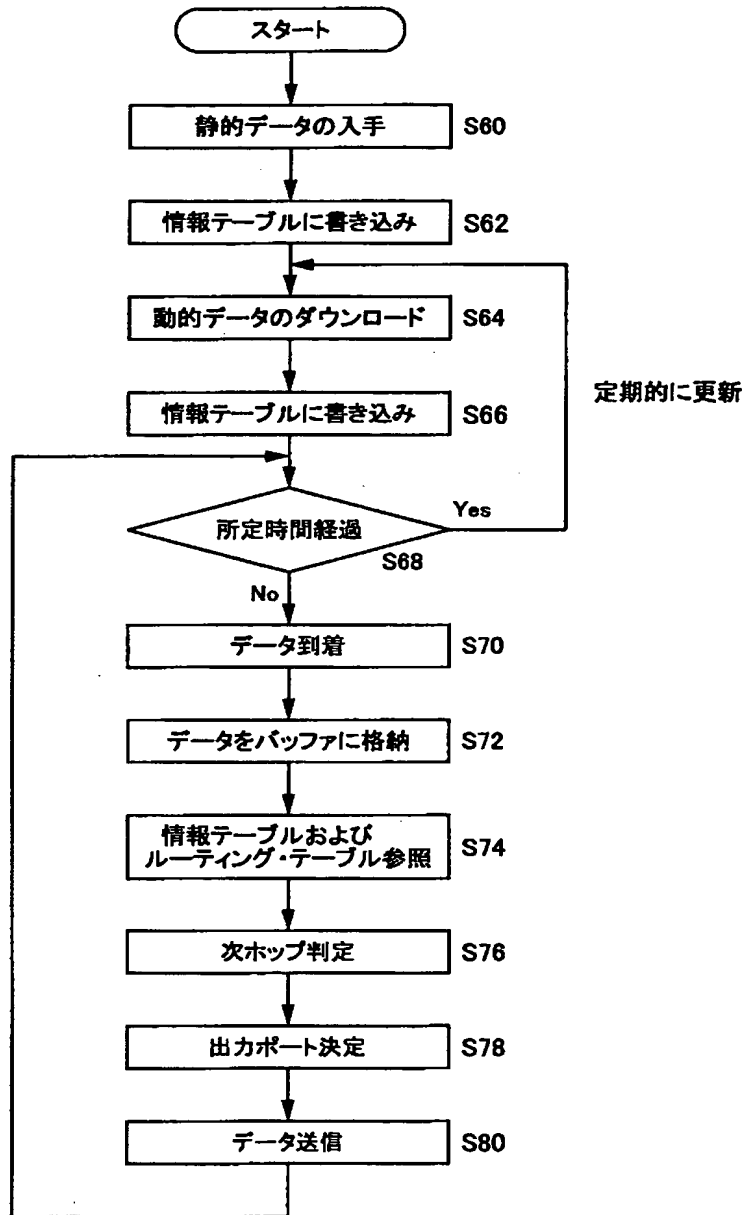 スタート
静的データの入手 S60
情報テーブルに書き込み S62
動的データのダウンロード S64
定期的に更新
情報テーブルに書き込み S66
所定時間経過
Yes
S68
No
データ到着 S70
データをバッファに格納 S72
情報テーブルおよび
ルーティング・テーブル参照 S74
次ホップ判定 S76
出力ポート決定 S78
データ送信 S80